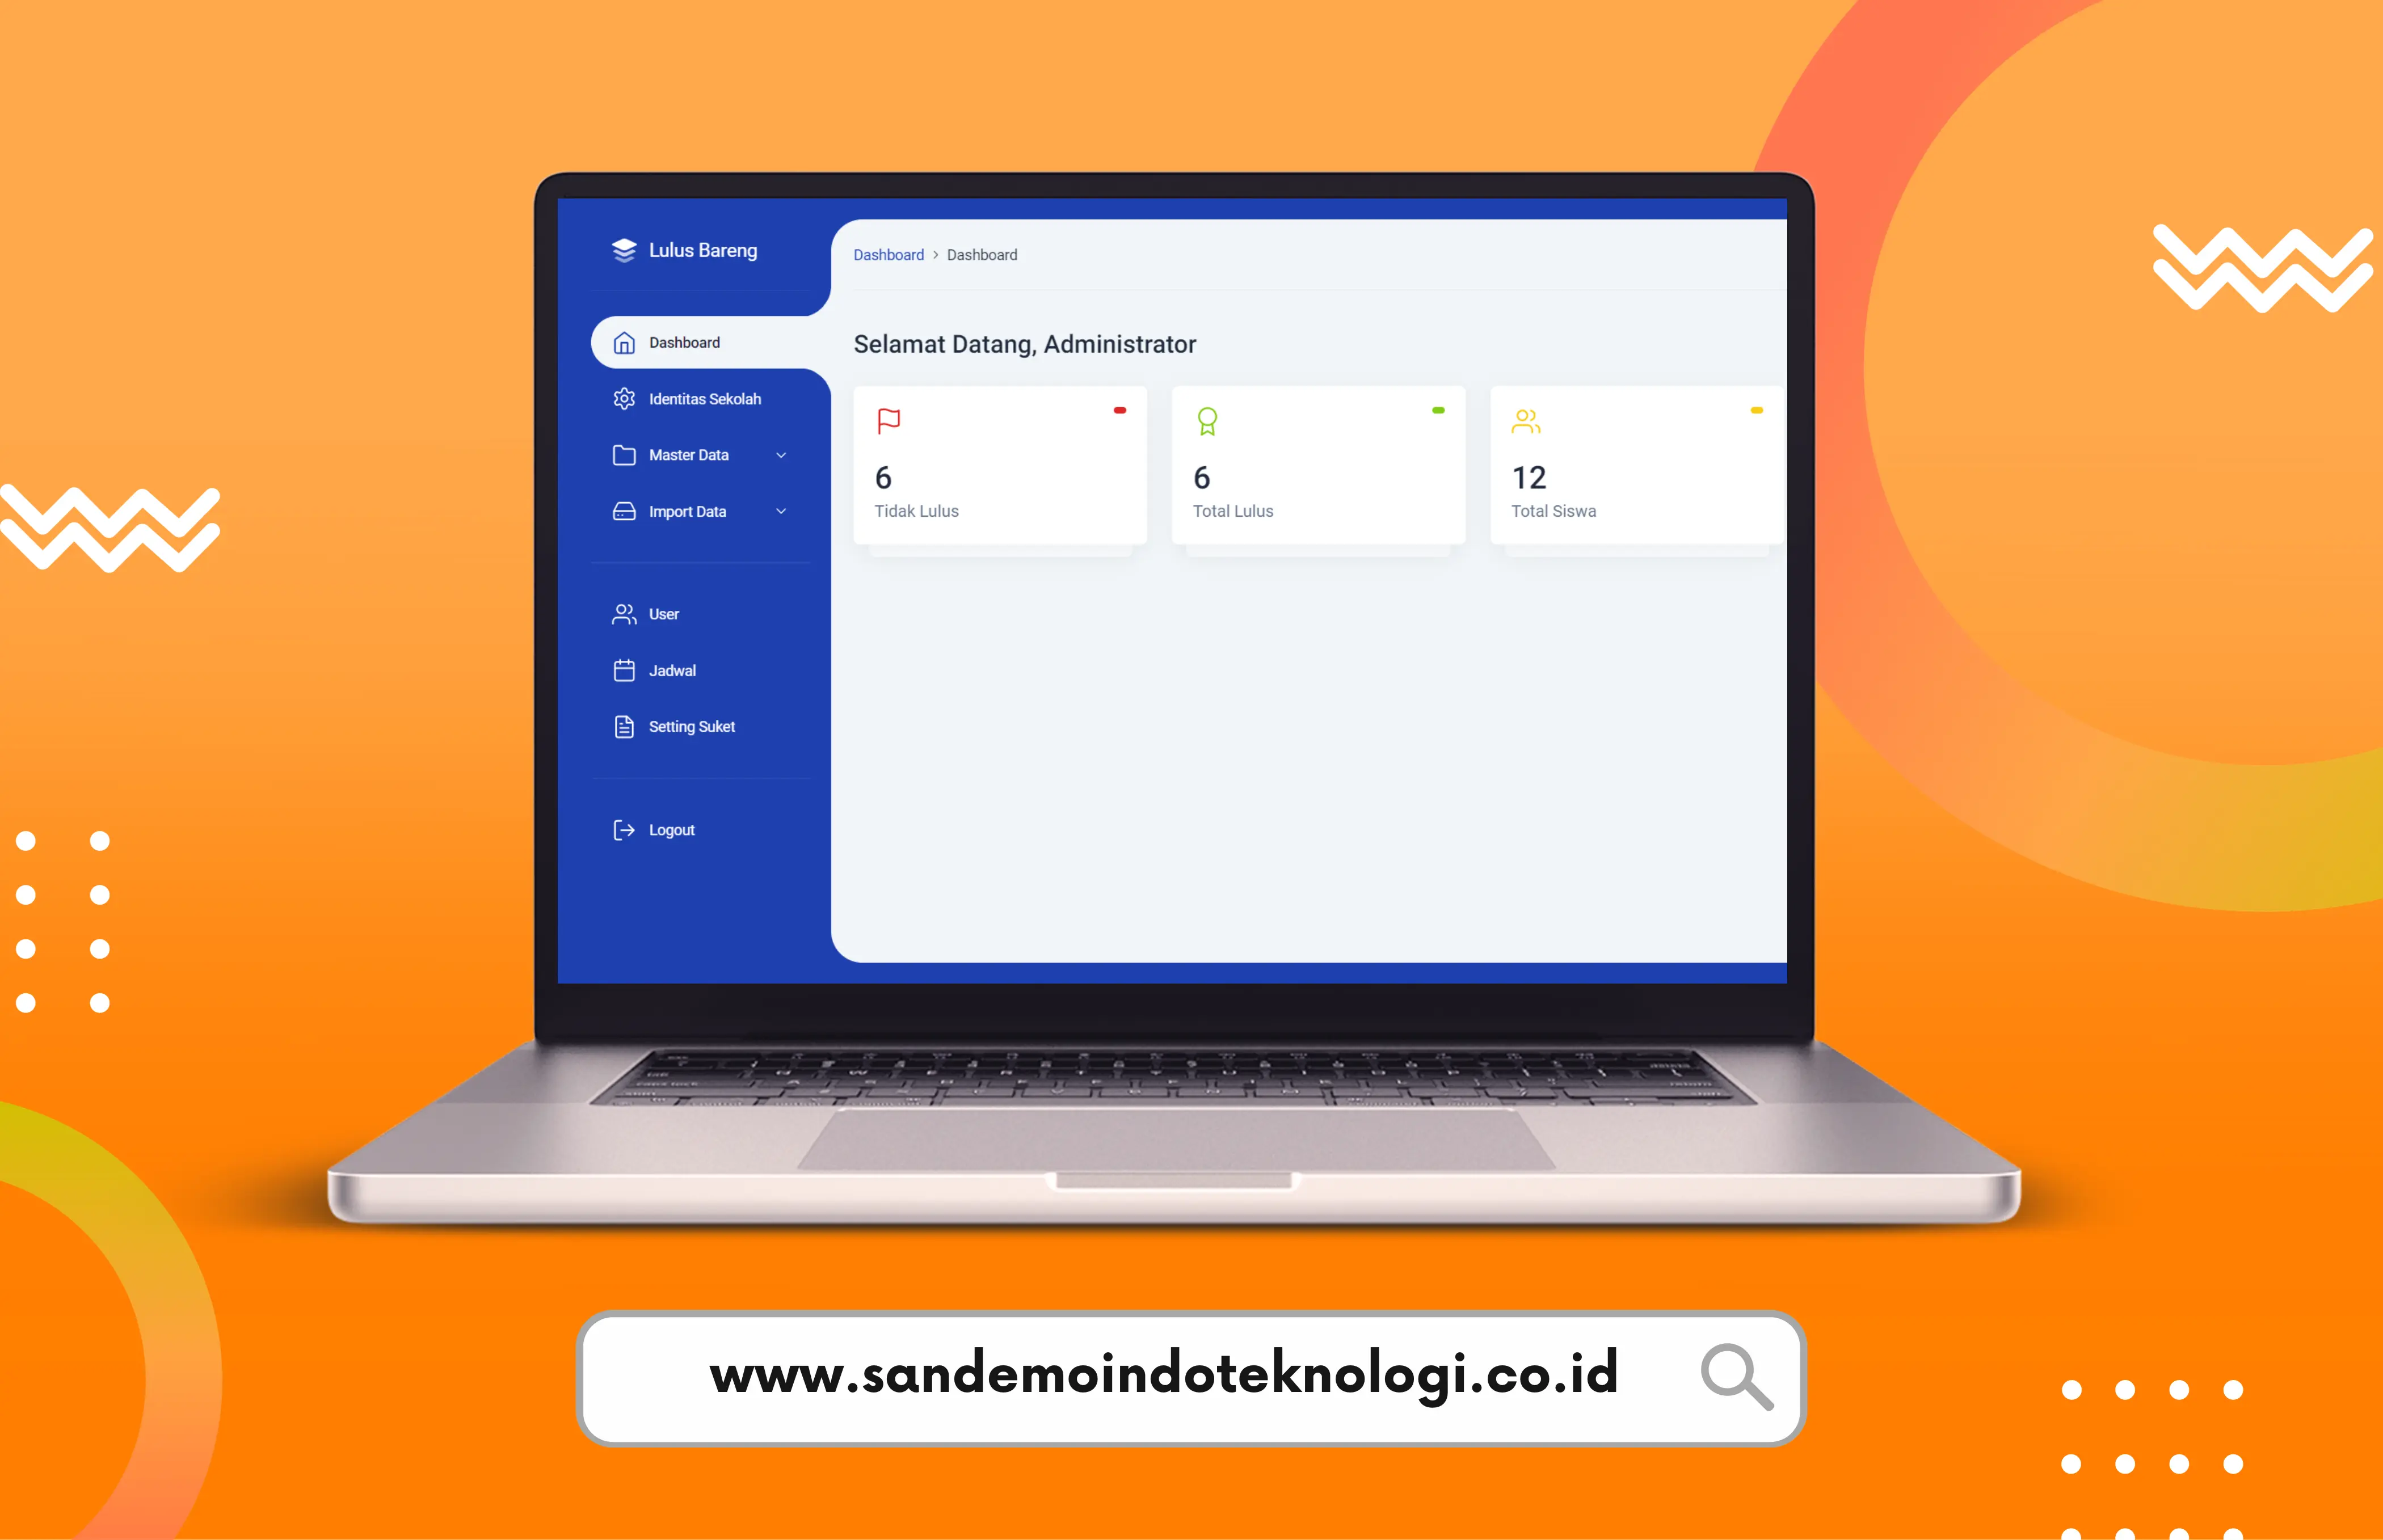 Lulus Bareng
Dashboard
Identitas Sekolah
Master Data
Import Data
User
Jadwal
Setting Suket
Logout
Dashboard > Dashboard
Selamat Datang, Administrator
6
Tidak Lulus
6
Total Lulus
12
Total Siswa
www.sandemoindoteknologi.co.id